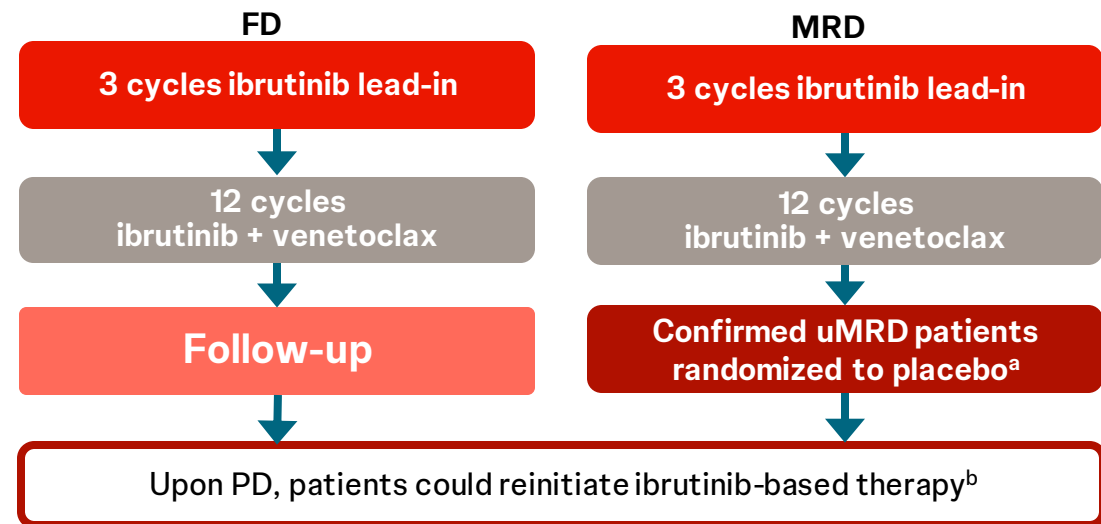 FD
3 cycles ibrutinib lead-in
12 cycles
ibrutinib + venetoclax
Follow-up
MRD
3 cycles ibrutinib lead-in
12 cycles
ibrutinib + venetoclax
Confirmed uMRD patients
randomized to placeboᵃ
Upon PD, patients could reinitiate ibrutinib-based therapyᵇ